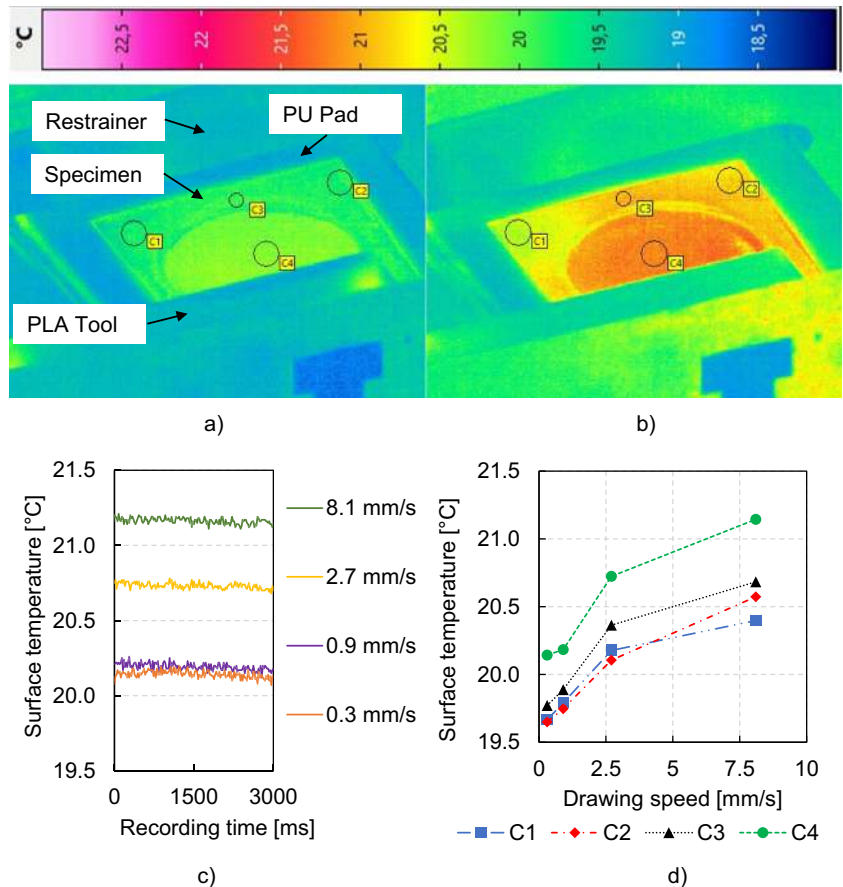 °C
22,5
22
21,5
21
20,5
20
19,5
19
18,5
Restrainer
PU Pad
Specimen
PLA Tool
C1
C2
C3
C4
C1
C2
C3
C4
a)
b)
Surface temperature [°C]
21.5
21.0
20.5
20.0
19.5
0
1500
3000
Recording time [ms]
8.1 mm/s
2.7 mm/s
0.9 mm/s
0.3 mm/s
c)
Surface temperature [°C]
21.5
21.0
20.5
20.0
19.5
0
2.5
5
7.5
10
Drawing speed [mm/s]
C1
C2
C3
C4
d)